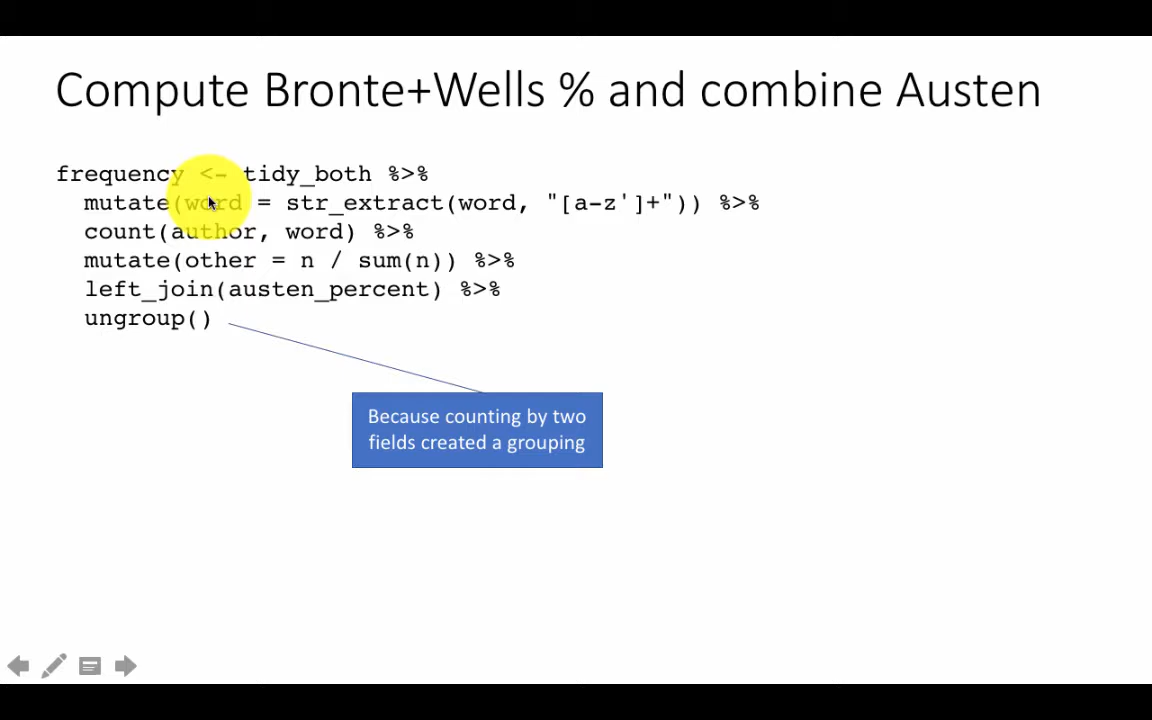 Compute Bronte+Wells % and combine Austen
frequency <- tidy_both %>%
mutate(word = str_extract(word, "[a-z']+")) %>%
count(author, word) %>%
mutate(other = n / sum(n)) %>%
left_join(austen_percent) %>%
ungroup()
Because counting by two
fields created a grouping